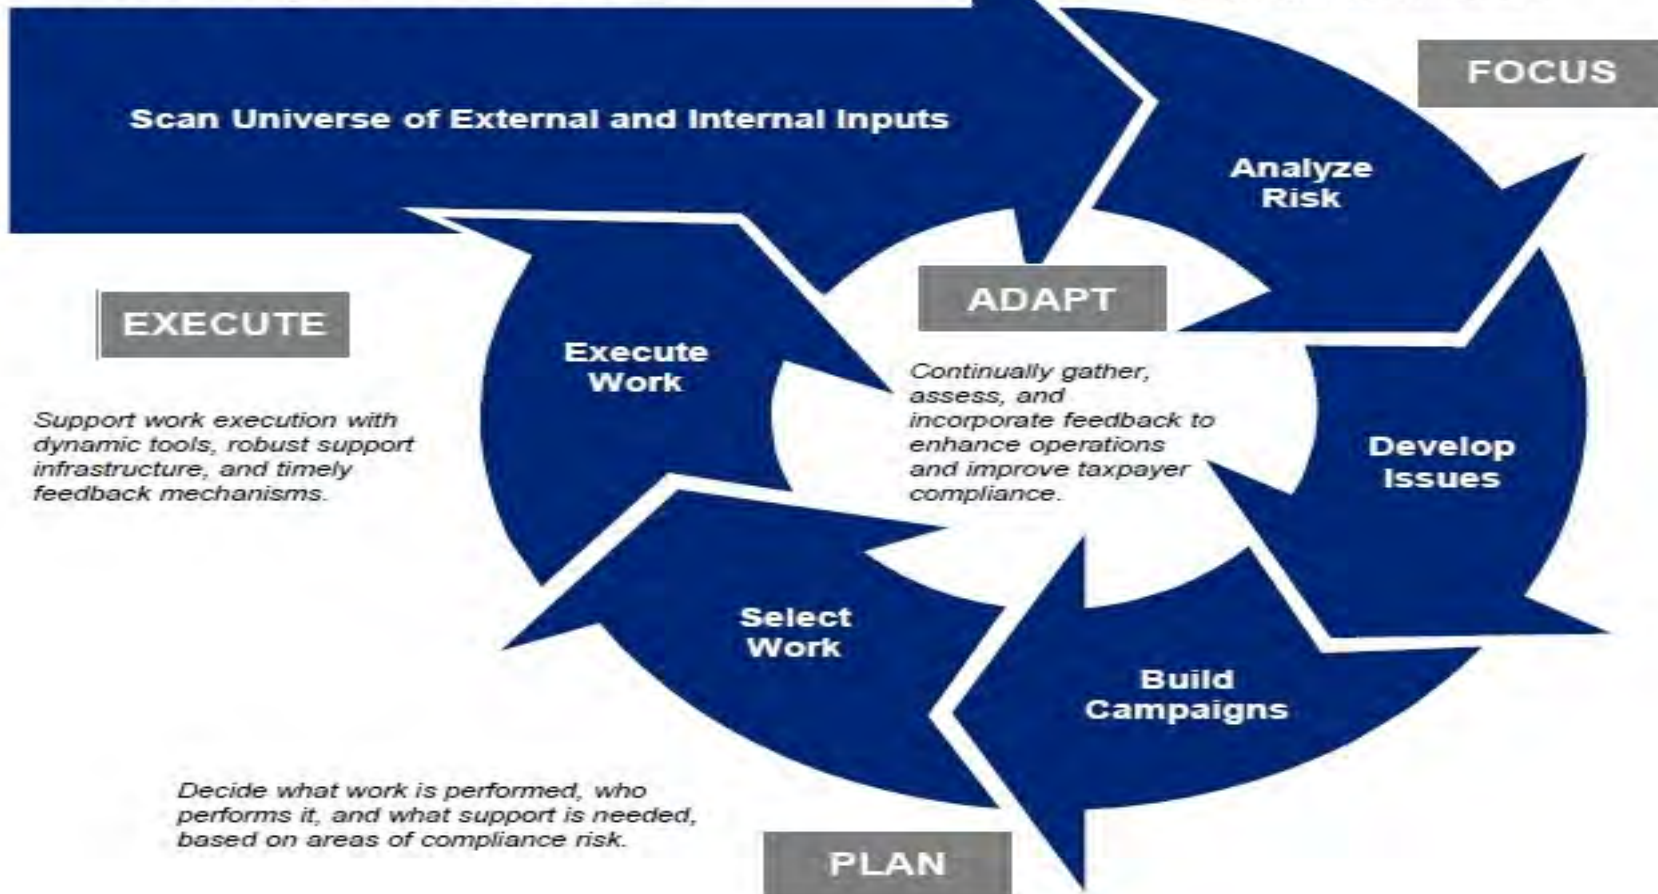 Scan Universe of External and Internal Inputs
FOCUS
Analyze
Risk
EXECUTE
ADAPT
Execute
Work
Continually gather,
assess, and
incorporate feedback to
enhance operations
and improve taxpayer
compliance.
Support work execution with
dynamic tools, robust support
infrastructure, and timely
feedback mechanisms.
Develop
Issues
Select
Work
Build
Campaigns
Decide what work is performed, who
performs it, and what support is needed,
based on areas of compliance risk.
PLAN